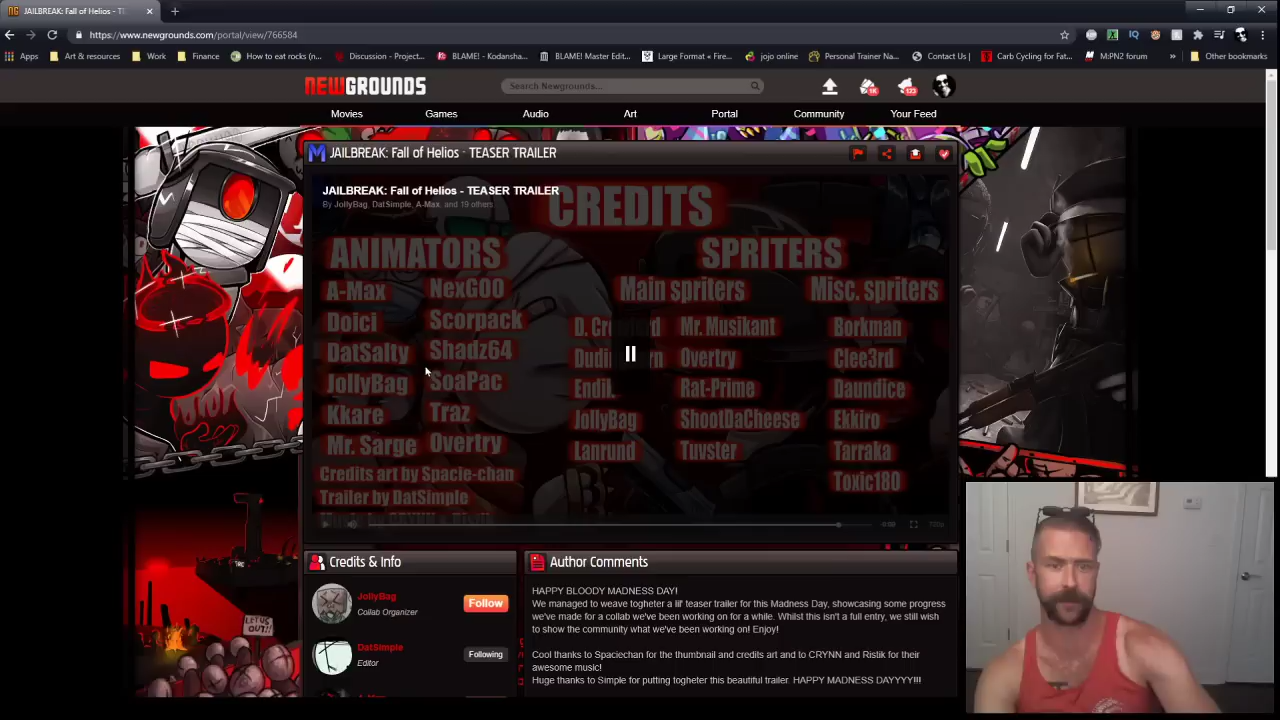 JAILBREAK: Fall of Helios - TE
https://www.newgrounds.com/portal/view/766584
Apps
Art & resources
Work
Finance
How to eat rocks (n...
Discussion - Project...
BLAME! - Kodansha...
BLAME! Master Edit...
Large Format « Fire...
jojo online
Personal Trainer Na...
Contact Us |
Carb Cycling for Fat...
M:PN2 forum
»
Other bookmarks
NEWGROUNDS
Search Newgrounds...
1K
123
Movies
Games
Audio
Art
Portal
Community
Your Feed
JAILBREAK: Fall of Helios - TEASER TRAILER
JAILBREAK: Fall of Helios - TEASER TRAILER
By JollyBag, DatSimple, A-Max, and 19 others
CREDITS
ANIMATORS
SPRITERS
A-Max
NexGOO
Main spriters
Misc. spriters
Doici
Scorpack
Mr. Musikant
Borkman
DatSalty
Shadz64
Overtry
Clee3rd
JollyBag
SoaPac
Rat-Prime
Daundice
Kkare
Traz
JollyBag
ShootDaCheese
Ekkiro
Mr. Sarge
Overtry
Lanrund
Tuvster
Tarraka
Credits art by Spacie-chan
Toxic180
Trailer by DatSimple
720p
LET US OUT!!
Credits & Info
Author Comments
JollyBag
Collab Organizer
Follow
DatSimple
Editor
Following
HAPPY BLOODY MADNESS DAY!
We managed to weave togheter a lil' teaser trailer for this Madness Day, showcasing some progress
we've made for a collab we've been working on for a while. Whilst this isn't a full entry, we still wish
to show the community what we've been working on! Enjoy!
Cool thanks to Spaciechan for the thumbnail and credits art and to CRYNN and Ristik for their
awesome music!
Huge thanks to Simple for putting togheter this beautiful trailer. HAPPY MADNESS DAYYYY!!!